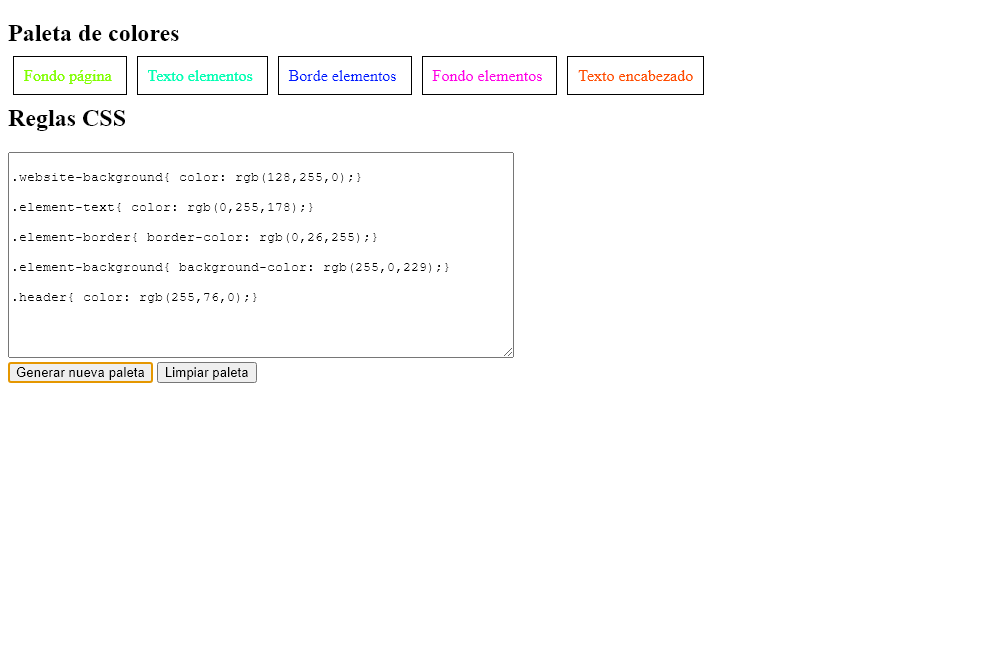 Paleta de colores
Fondo página Texto elementos Borde elementos Fondo elementos Texto encabezado
Reglas CSS
.website-background{ color: rgb(128,255,0);}
.element-text{ color: rgb(0,255,178);}
.element-border{ border-color: rgb(0,26,255);}
.element-background{ background-color: rgb(255,0,229);}
.header{ color: rgb(255,76,0);}
Generar nueva paleta Limpiar paleta